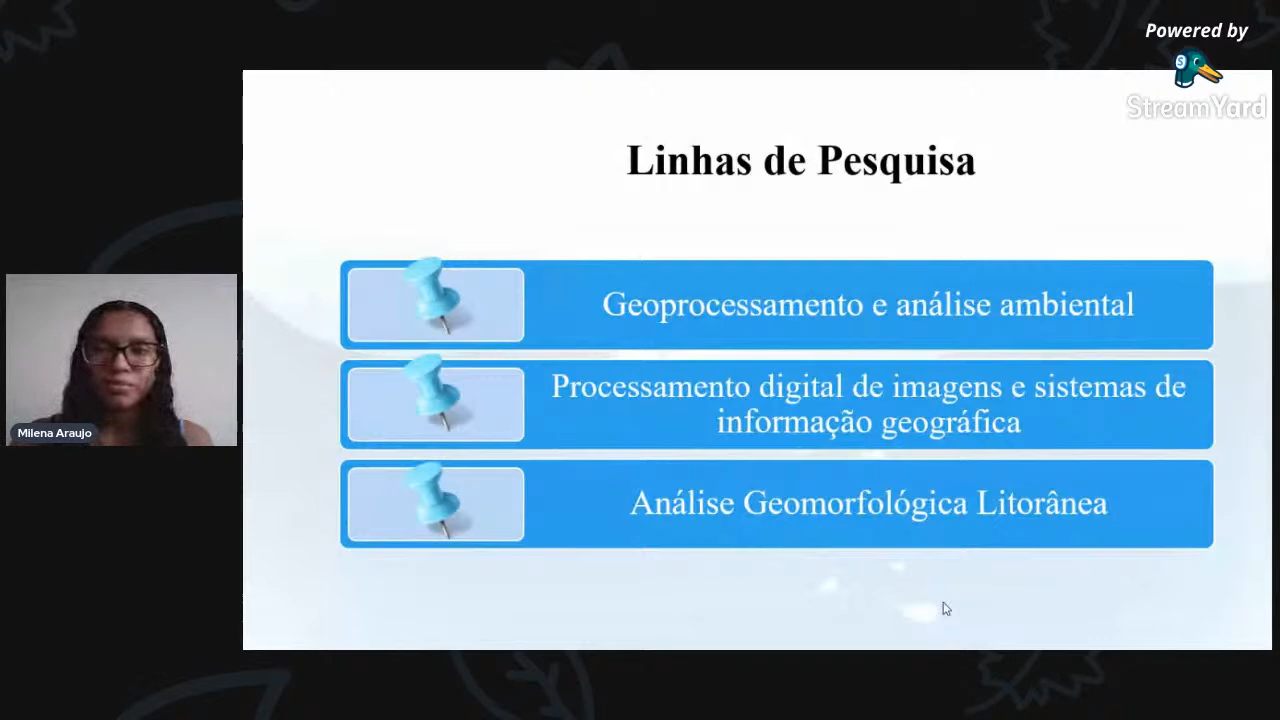 Powered by
StreamYard
Linhas de Pesquisa
Geoprocessamento e análise ambiental
Processamento digital de imagens e sistemas de
informação geográfica
Análise Geomorfológica Litorânea
Milena Araujo